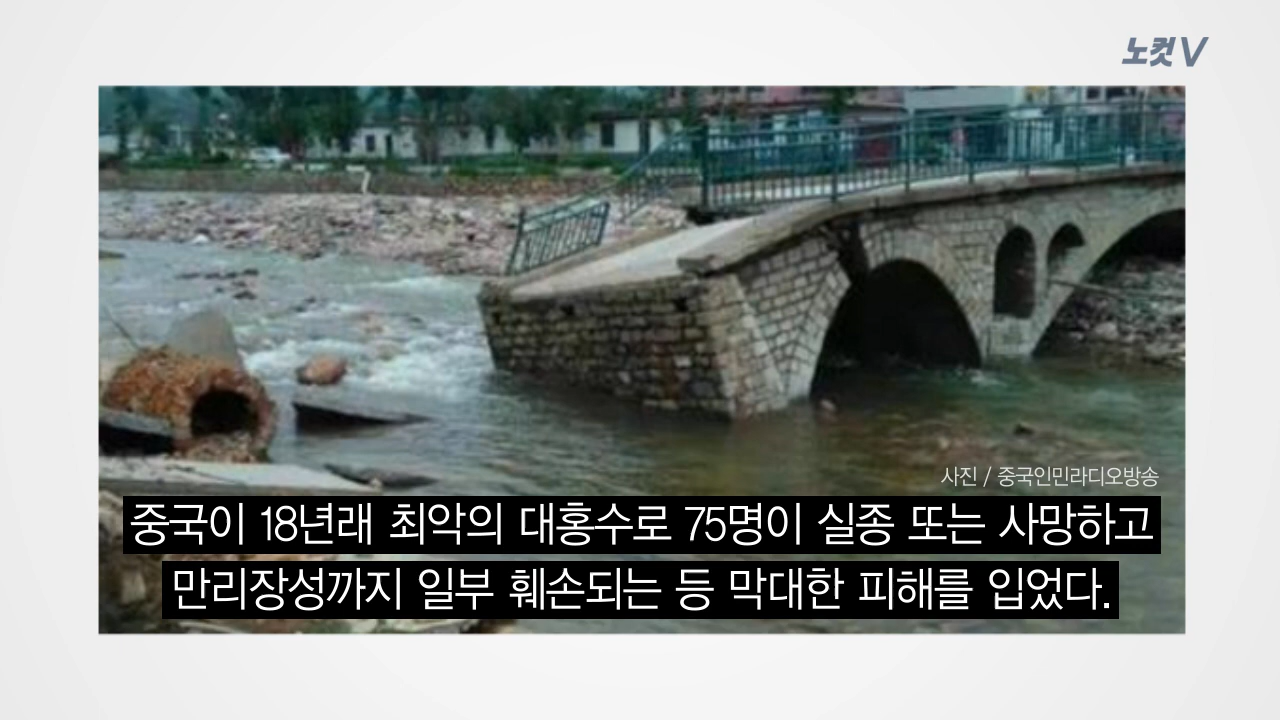 노컷V
사진 / 중국인민라디오방송
중국이 18년래 최악의 대홍수로 75명이 실종 또는 사망하고
만리장성까지 일부 훼손되는 등 막대한 피해를 입었다.